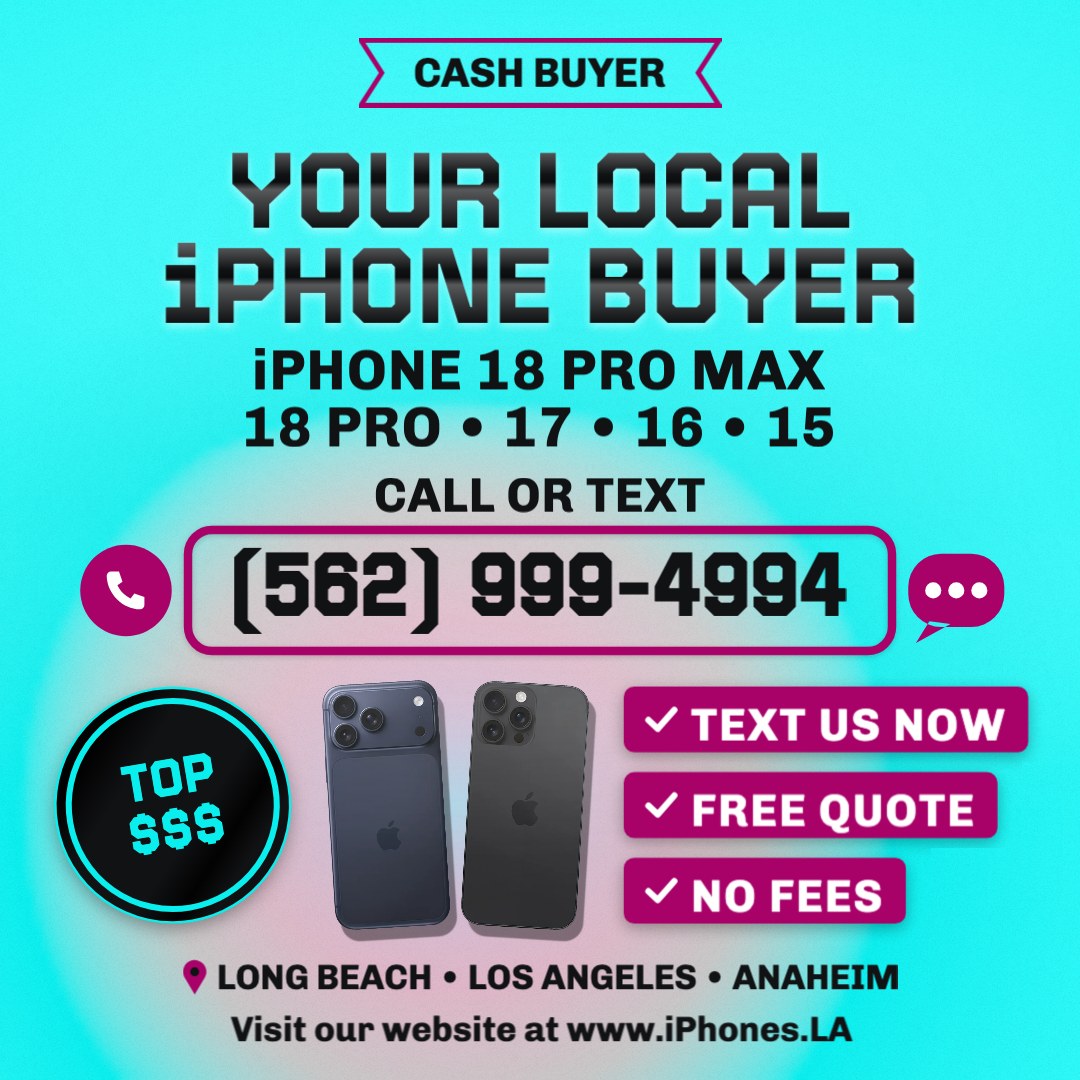 CASH BUYER
YOUR LOCAL
iPHONE BUYER
iPHONE 18 PRO MAX
18 PRO • 17 • 16 • 15
CALL OR TEXT
(562) 999-4994
TOP
$$$
TEXT US NOW
FREE QUOTE
NO FEES
LONG BEACH • LOS ANGELES • ANAHEIM
Visit our website at www.iPhones.LA